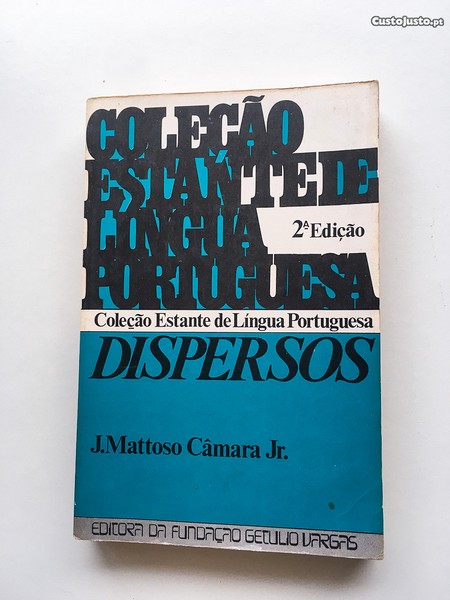 CustoJusto.pt
COLEÇÃO
ESTANTE DE
LÍNGUA
2ª Edição
PORTUGUESA
Coleção Estante de Língua Portuguesa
DISPERSOS
J. Mattoso Câmara Jr.
EDITORA DA FUNDAÇÃO GETULIO VARGAS